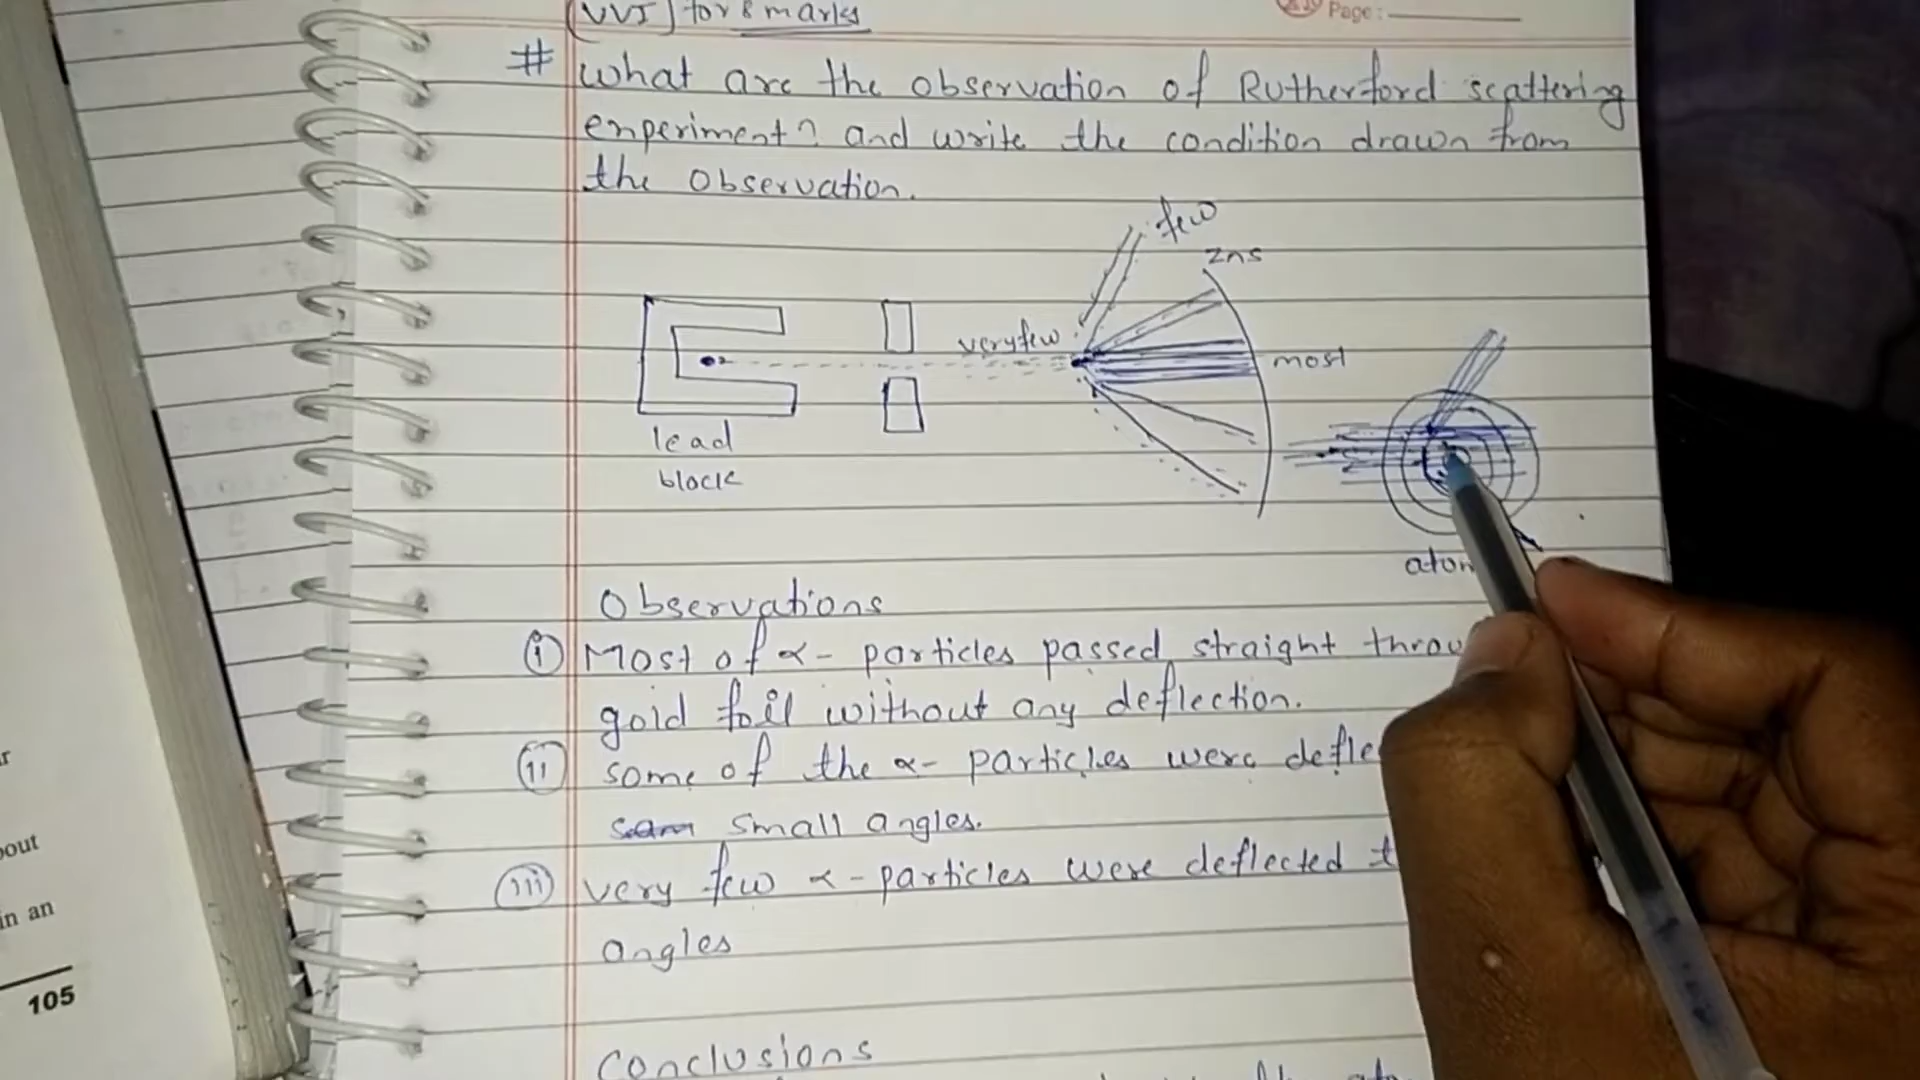 (VVI) for 8 marks
Page:
# What are the observation of Rutherford scattering
enperiment? and write the condition drawn from
the observation.
few
zns
very few
most
lead
block
atom
Observations
(i) Most of α- particles passed straight throu
gold foil without any deflection.
(ii) some of the α- particles were defle
small angles.
(iii) very few α- particles were deflected t
angles
Conclusions
bout
in an
105